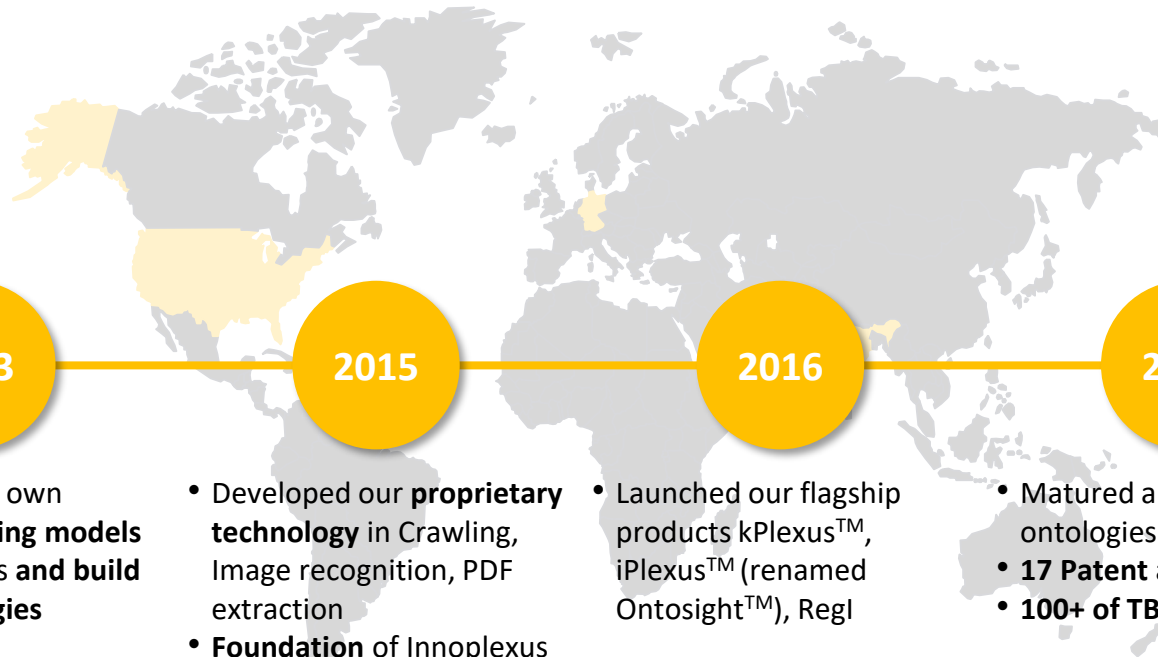 3
2015
2016
2
own
ing models
s and build
gies
• Developed our proprietary
technology in Crawling,
Image recognition, PDF
extraction
• Foundation of Innoplexus
• Launched our flagship
products kPlexus™,
iPlexus™ (renamed
Ontosight™), RegI
• Matured a
ontologies
• 17 Patent a
• 100+ of TB